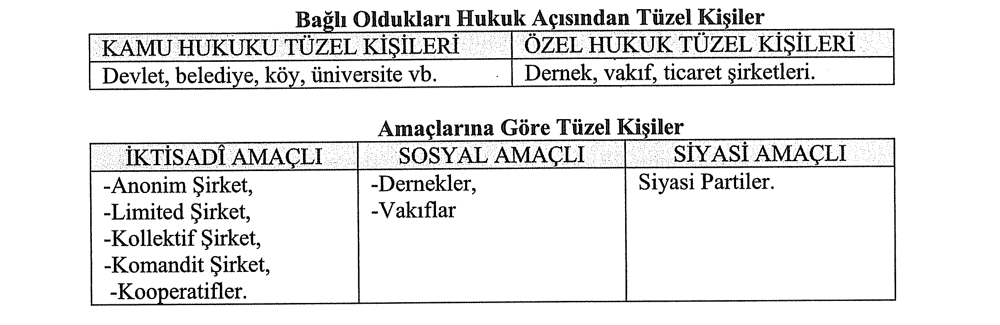 Bağlı Oldukları Hukuk Açısından Tüzel Kişiler
KAMU HUKUKU TÜZEL KİŞİLERİ
ÖZEL HUKUK TÜZEL KİŞİLERİ
Devlet, belediye, köy, üniversite vb.
Dernek, vakıf, ticaret şirketleri.
Amaçlarına Göre Tüzel Kişiler
İKTİSADÎ AMAÇLI
SOSYAL AMAÇLI
SİYASİ AMAÇLI
-Anonim Şirket,
-Limited Şirket,
-Kollektif Şirket,
-Komandit Şirket,
-Kooperatifler.
-Dernekler,
-Vakıflar
Siyasi Partiler.